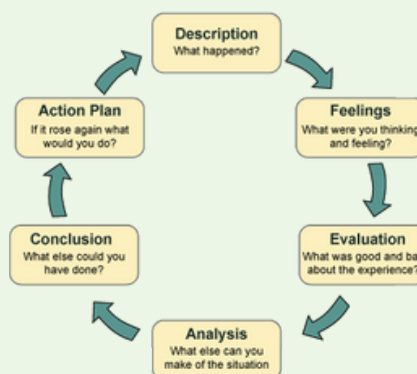 Description
What happened?
Feelings
What were you thinking
and feeling?
Evaluation
What was good and ba
about the experience?
Analysis
What else can you
make of the situation
Conclusion
What else could you
have done?
Action Plan
If it rose again what
would you do?